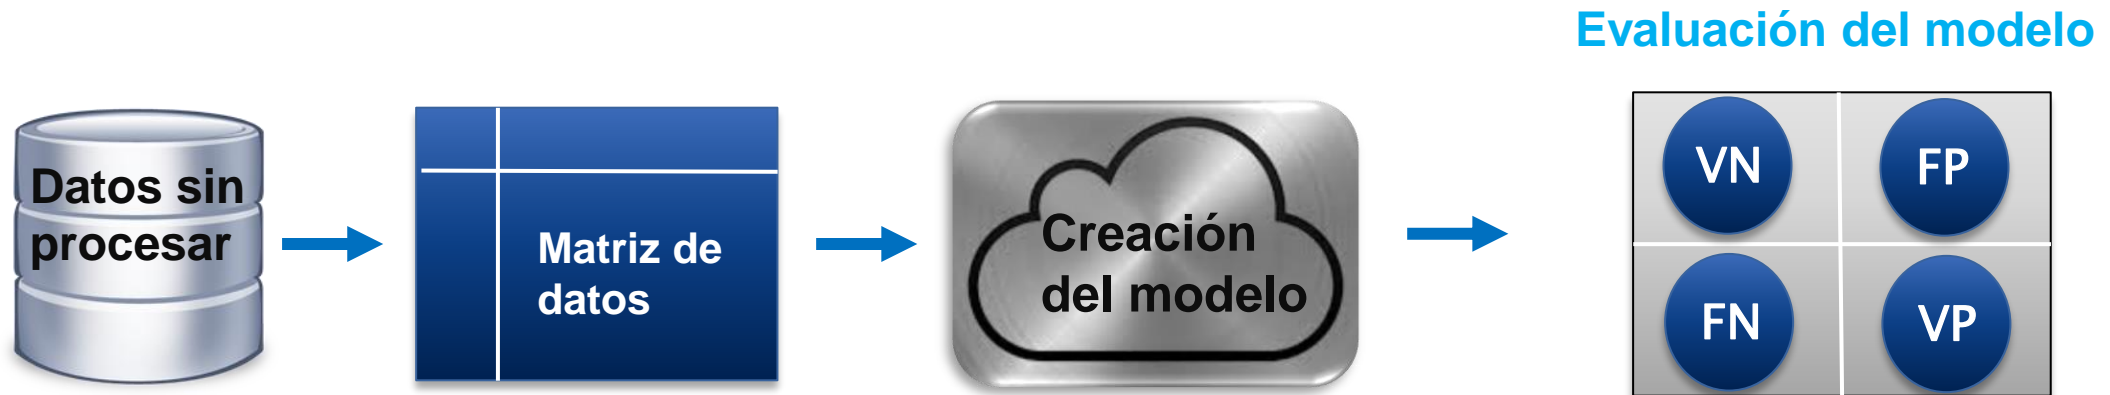 Evaluación del modelo
Datos sin
procesar
Matriz de
datos
Creación
del modelo
VN
FP
FN
VP